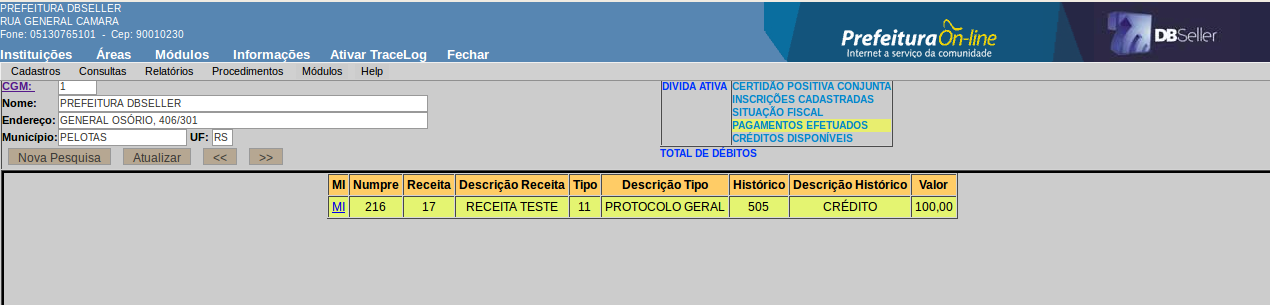 PREFEITURA DBSELLER
RUA GENERAL CAMARA
Fone: 05130765101 - Cep: 90010230
PrefeituraOn-line
Internet a serviço da comunidade
DBSeller
Instituições Áreas Módulos Informações Ativar TraceLog Fechar
Cadastros Consultas Relatórios Procedimentos Módulos Help
CGM: 1
Nome: PREFEITURA DBSELLER
Endereço: GENERAL OSÓRIO, 406/301
Município: PELOTAS UF: RS
Nova Pesquisa Atualizar << >>
DIVIDA ATIVA CERTIDÃO POSITIVA CONJUNTA
INSCRIÇÕES CADASTRADAS
SITUAÇÃO FISCAL
PAGAMENTOS EFETUADOS
CRÉDITOS DISPONÍVEIS
TOTAL DE DÉBITOS
MI Numpre Receita Descrição Receita Tipo Descrição Tipo Histórico Descrição Histórico Valor
MI 216 17 RECEITA TESTE 11 PROTOCOLO GERAL 505 CRÉDITO 100,00